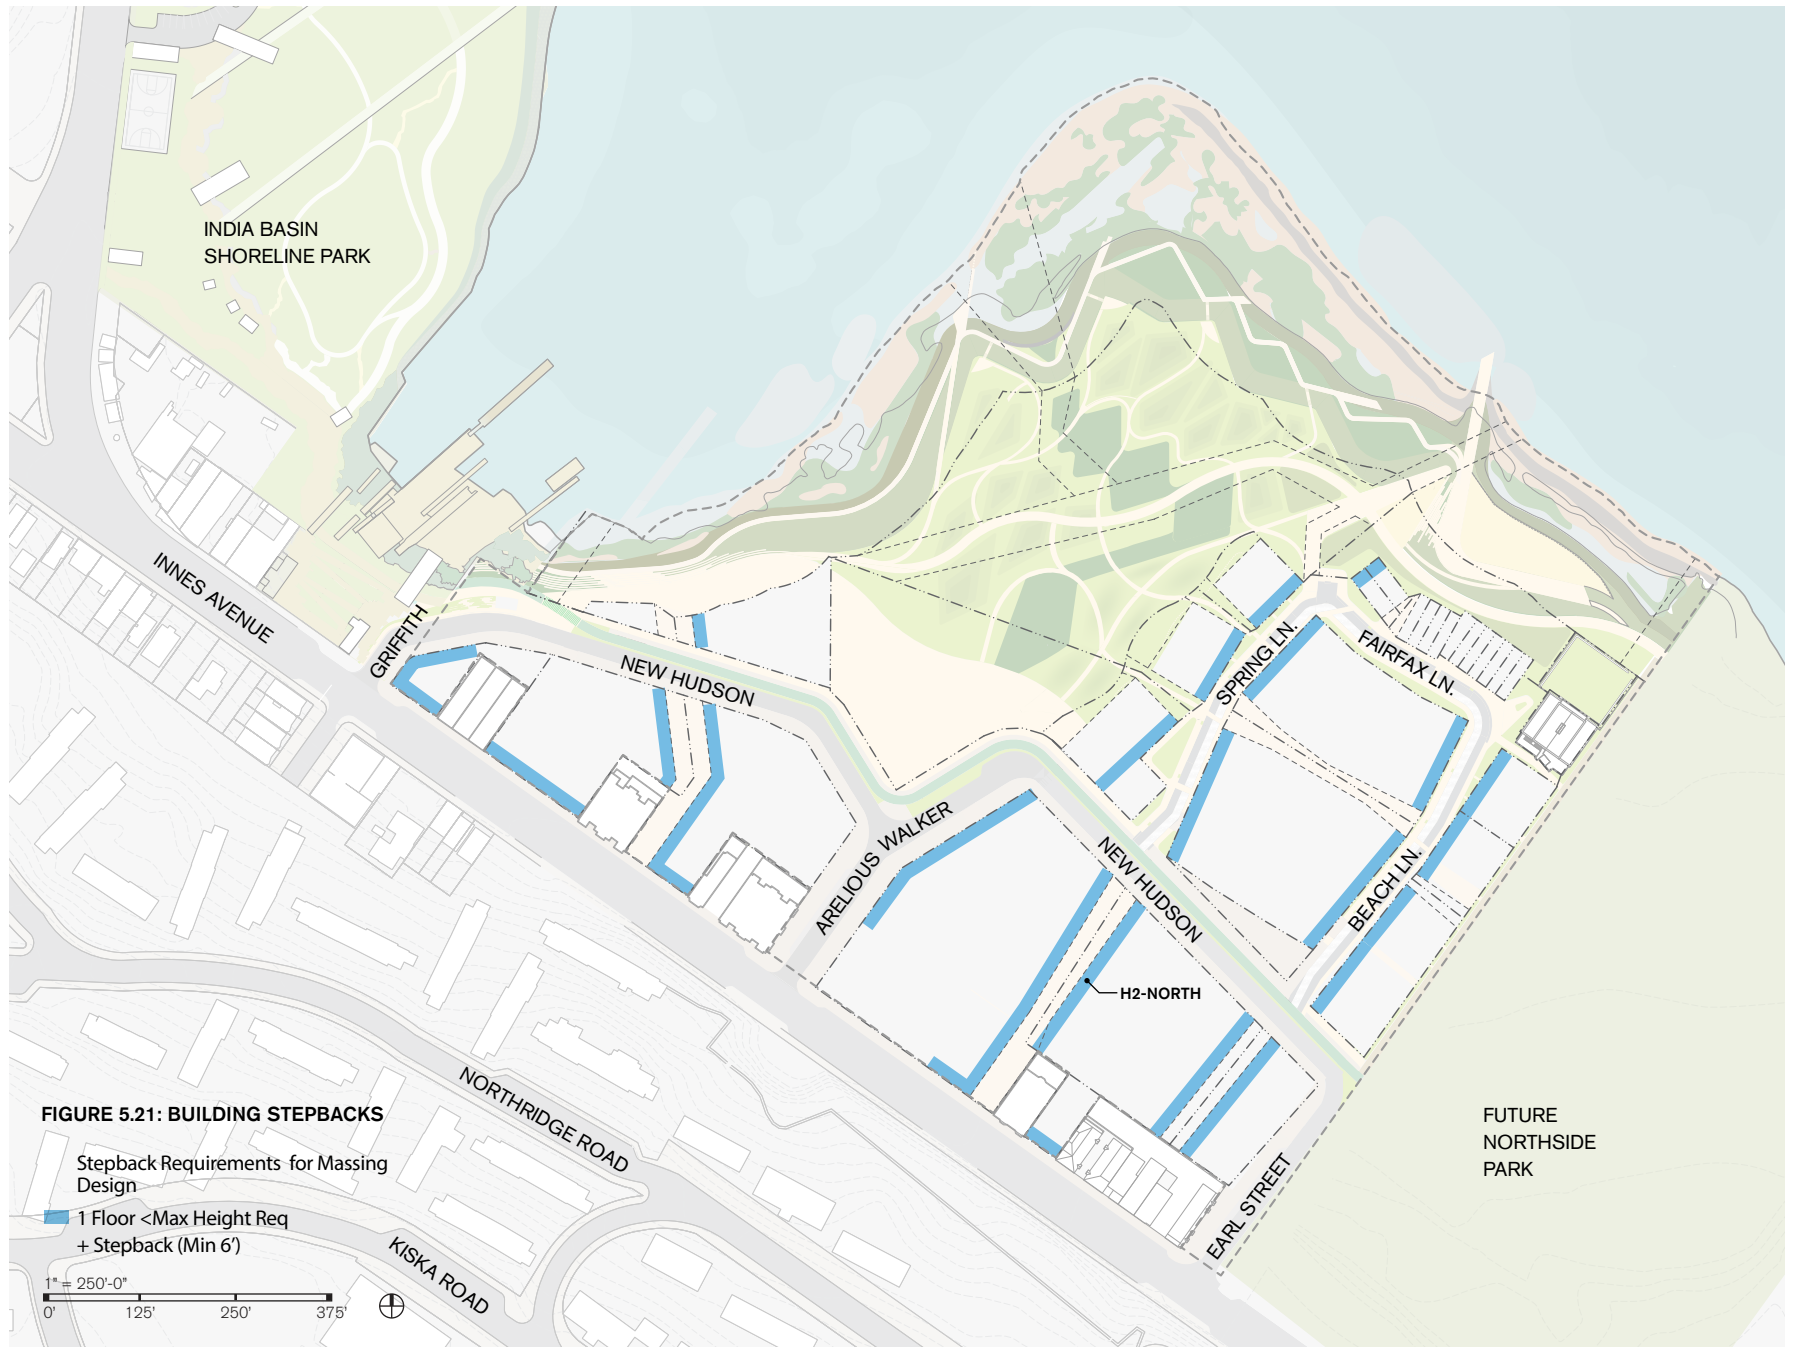 INDIA BASIN
SHORELINE PARK
INNES AVENUE
GRIFFITH
NEW HUDSON
SPRING LN.
FAIRFAX LN.
ARELIOUS WALKER
NEW HUDSON
BEACH LN.
H2-NORTH
NORTHRIDGE ROAD
EARL STREET
FUTURE
NORTHSIDE
PARK
KISKA ROAD
FIGURE 5.21: BUILDING STEPBACKS
Stepback Requirements for Massing
Design
1 Floor <Max Height Req
+ Stepback (Min 6')
1" = 250'-0"
0' 125' 250' 375'